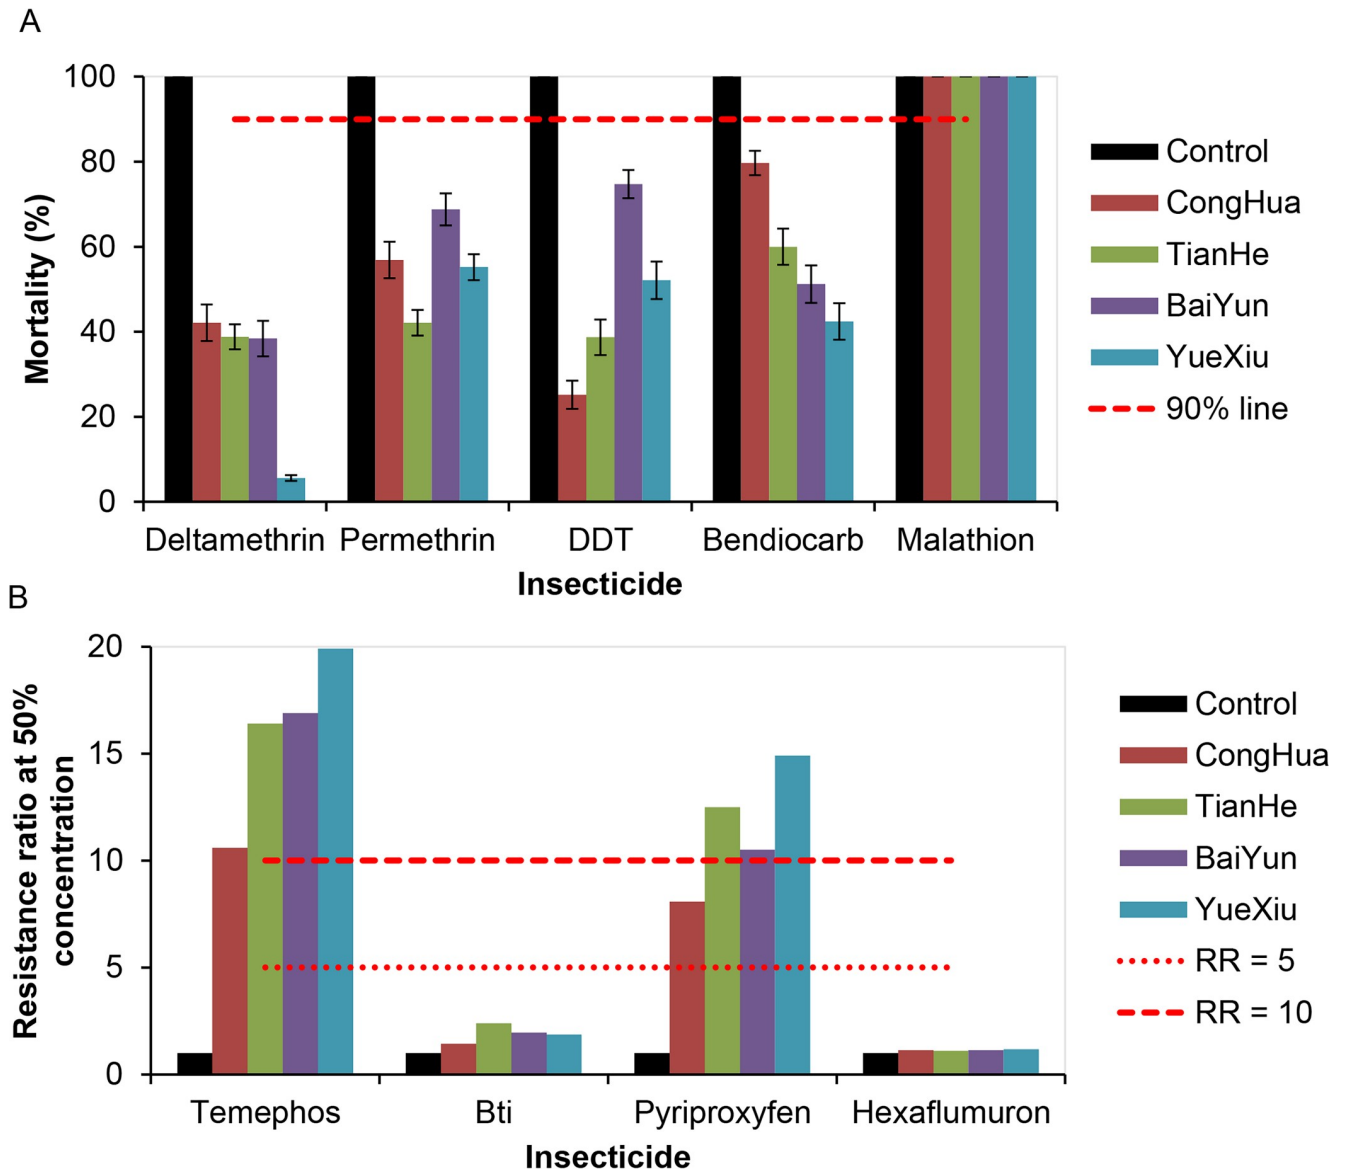 A
100
80
60
40
20
0
Mortality (%)
Deltamethrin Permethrin DDT Bendiocarb Malathion
Insecticide
Control
CongHua
TianHe
BaiYun
YueXiu
90% line
B
20
15
10
5
0
Resistance ratio at 50%
concentration
Temephos Bti Pyriproxyfen Hexaflumuron
Insecticide
Control
CongHua
TianHe
BaiYun
YueXiu
RR = 5
RR = 10